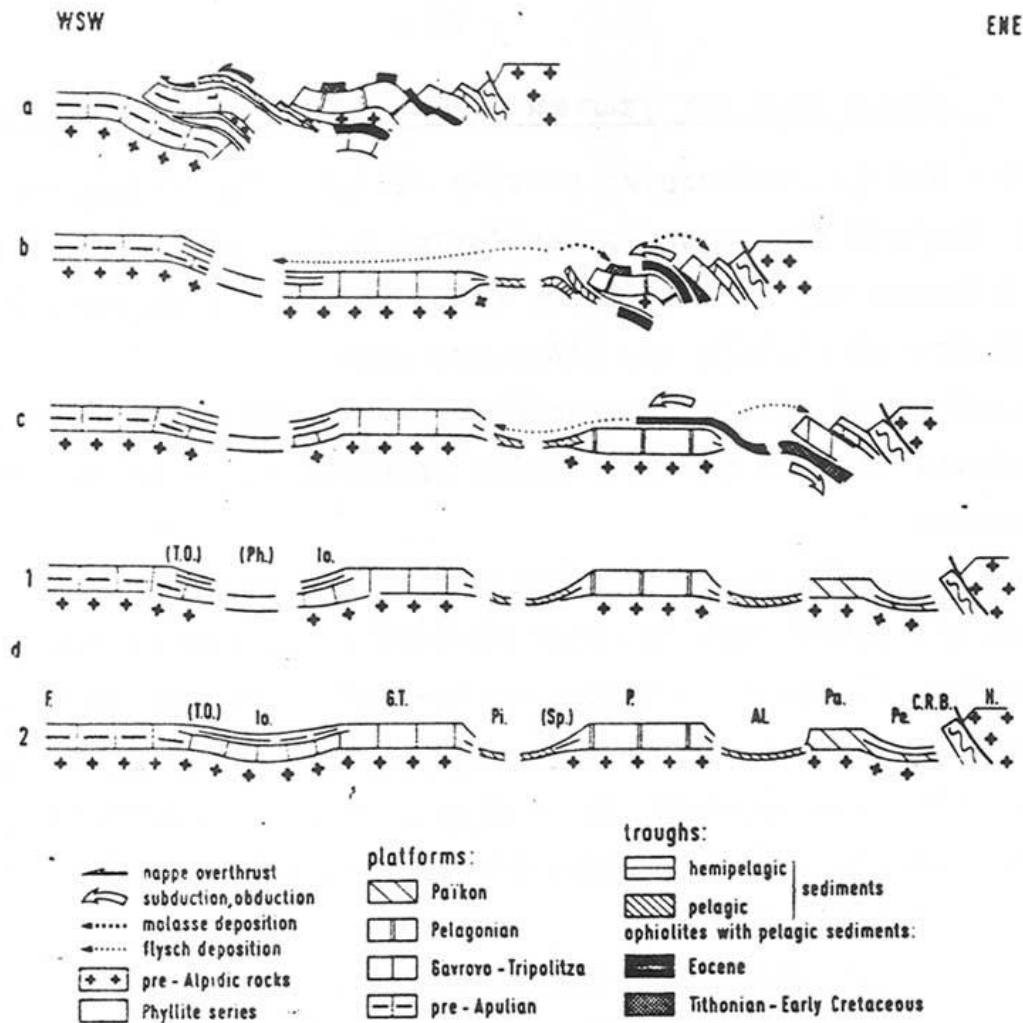 WSW ENE
a
b
c
(T.O.) (Ph.) Io.
1
d
F. (T.O.) Io. G.T. Pi. (Sp.) P. Al. Pa. Pe. C.R.B. N.
2
nappe overthrust
subduction, obduction
molasse deposition
flysch deposition
pre-Alpidic rocks
Phyllite series
platforms:
Païkon
Pelagonian
Gavrovo-Tripolitza
pre-Apulian
troughs:
hemipelagic
sediments
pelagic
ophiolites with pelagic sediments:
Eocene
Tithonian-Early Cretaceous